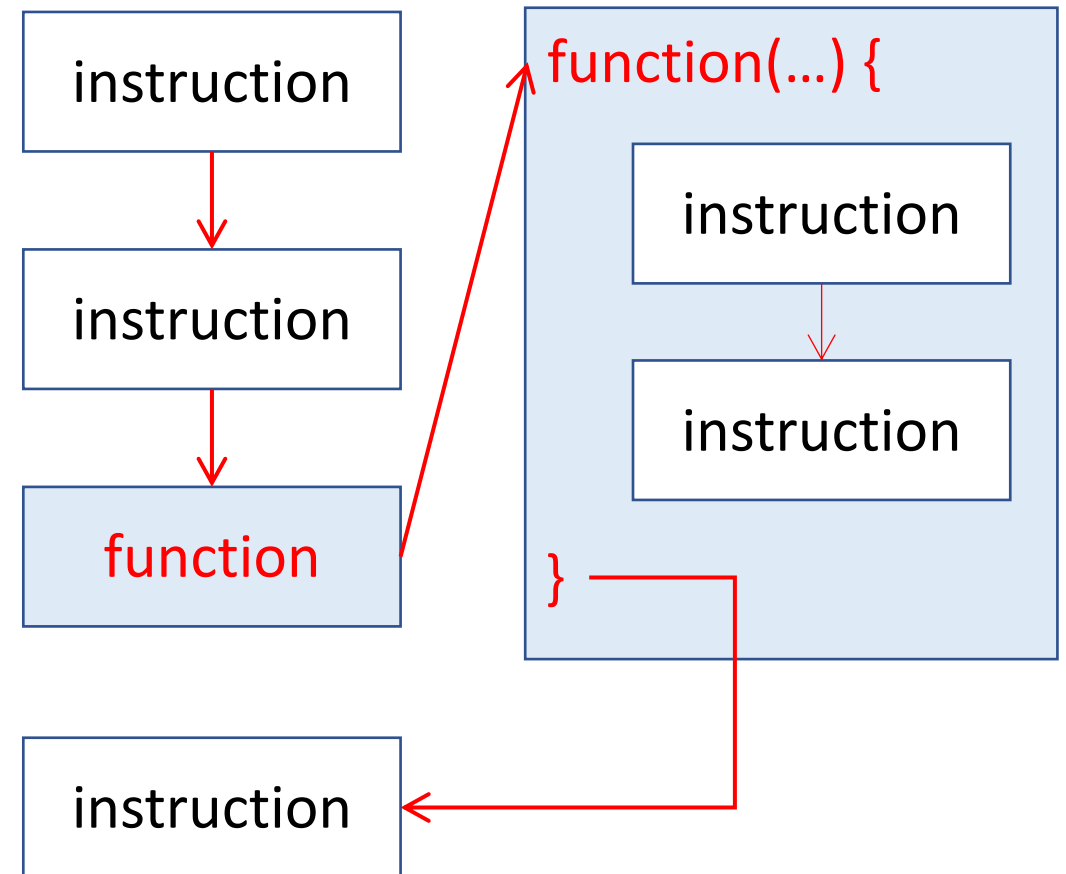 instruction
instruction
function
instruction
function(…) {
instruction
instruction
}